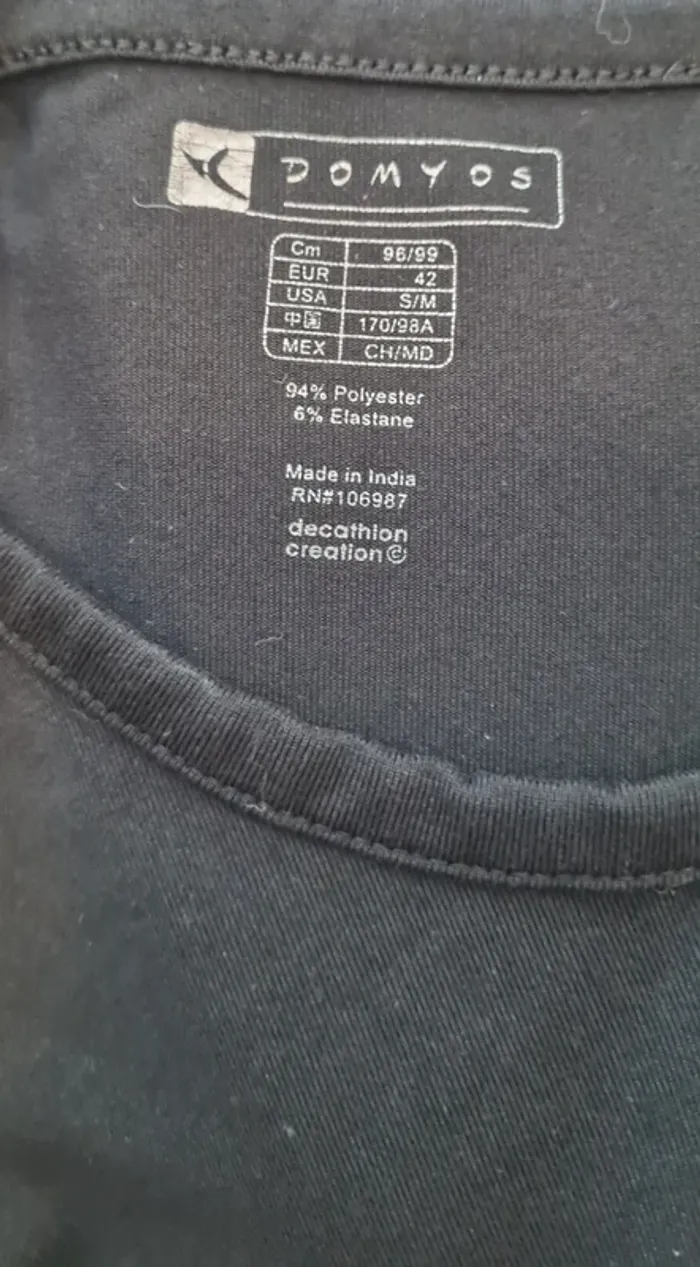 DOMYOS
Cm 96/99
EUR 42
USA S/M
中国 170/98A
MEX CH/MD
94% Polyester
6% Elastane
Made in India
RN#106987
decathlon
creation©